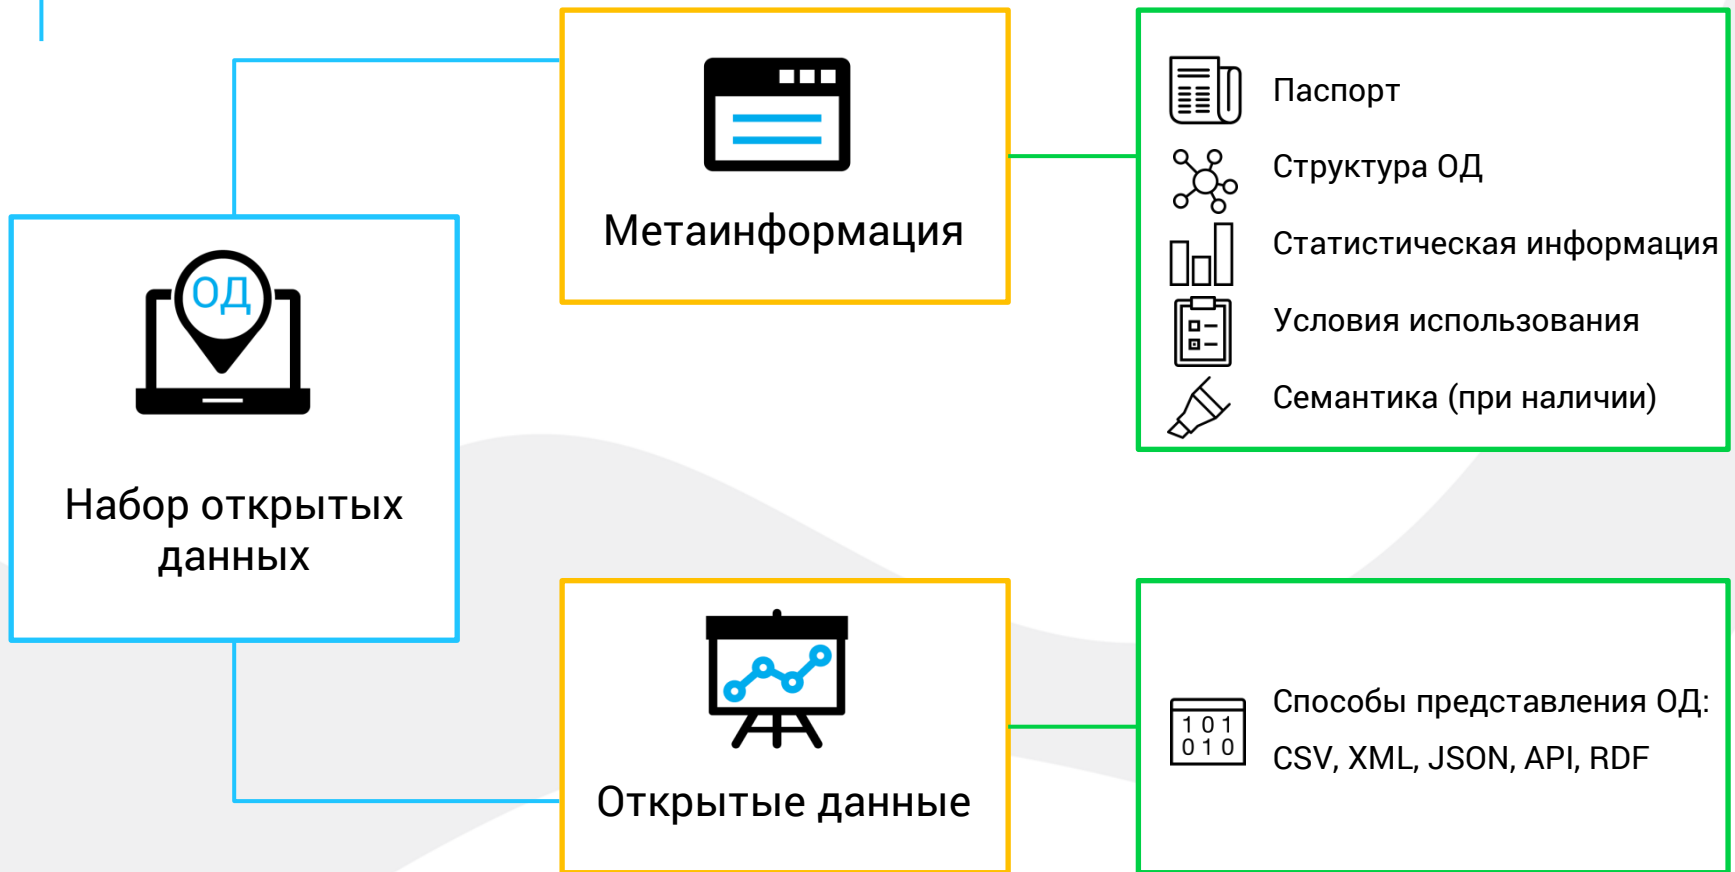 ОД
Набор открытых
данных
Метаинформация
Паспорт
Структура ОД
Статистическая информация
Условия использования
Семантика (при наличии)
Открытые данные
1 0 1
0 1 0
Способы представления ОД:
CSV, XML, JSON, API, RDF